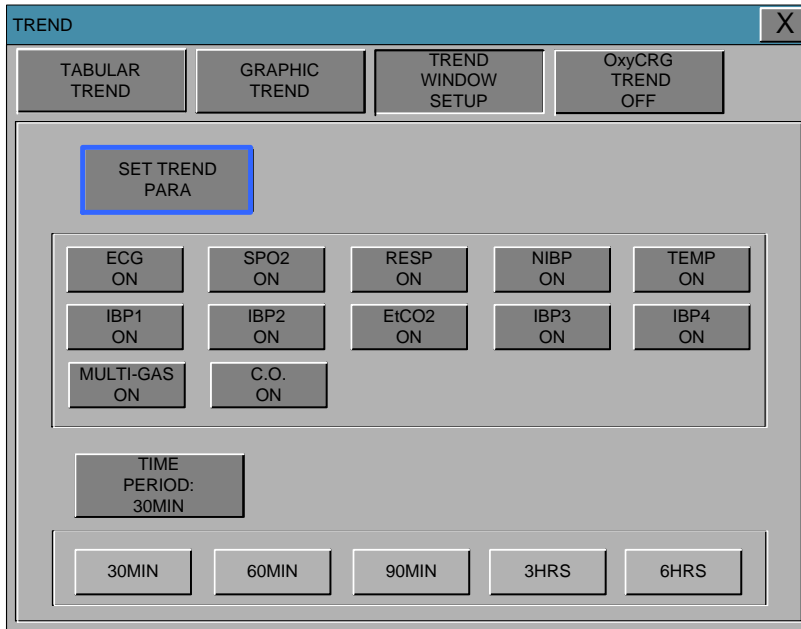 TREND
X
TABULAR
TREND
GRAPHIC
TREND
TREND
WINDOW
SETUP
OxyCRG
TREND
OFF
SET TREND
PARA
ECG
ON
SPO2
ON
RESP
ON
NIBP
ON
TEMP
ON
IBP1
ON
IBP2
ON
EtCO2
ON
IBP3
ON
IBP4
ON
MULTI-GAS
ON
C.O.
ON
TIME
PERIOD:
30MIN
30MIN
60MIN
90MIN
3HRS
6HRS